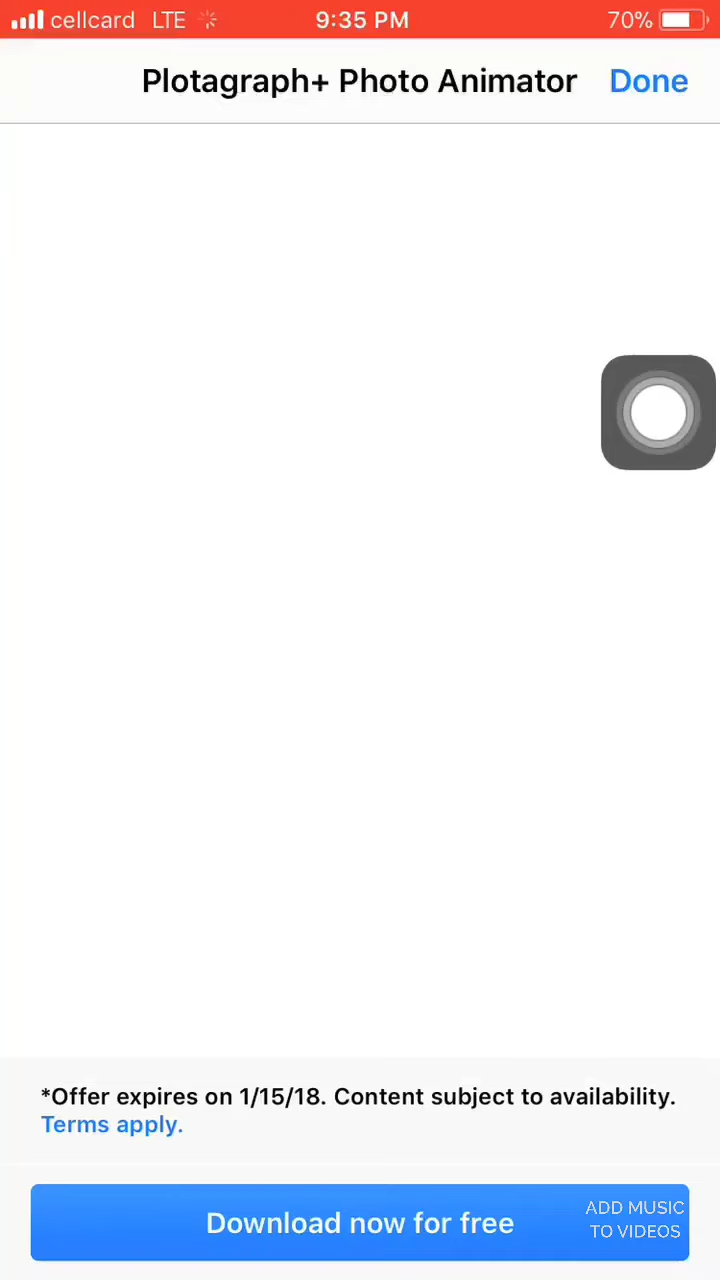 cellcard LTE 9:35 PM 70%
Plotagraph+ Photo Animator Done
*Offer expires on 1/15/18. Content subject to availability.
Terms apply.
Download now for free
ADD MUSIC
TO VIDEOS